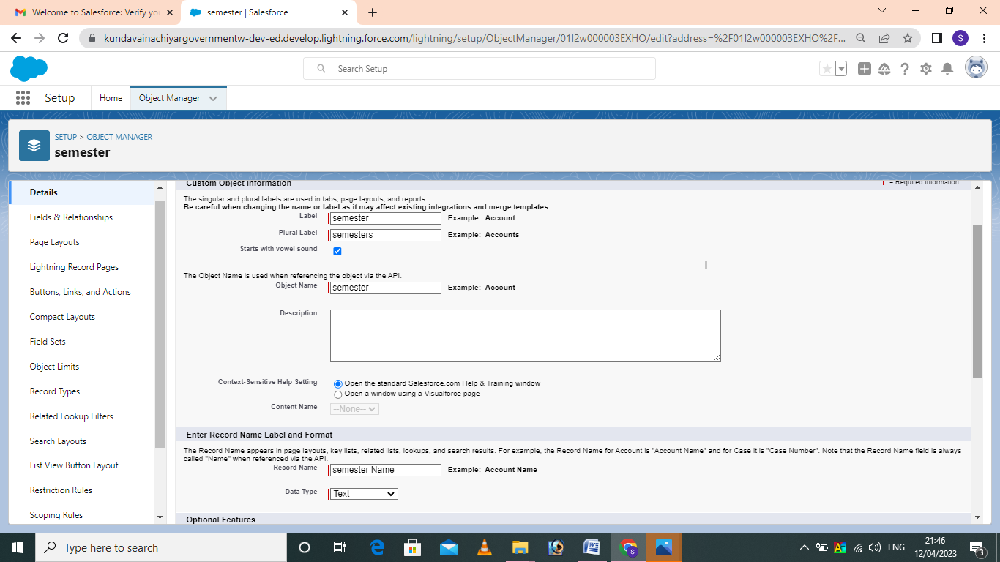 Welcome to Salesforce: Verify yo
semester | Salesforce
kundavainachiyargovernmentw-dev-ed.develop.lightning.force.com/lightning/setup/ObjectManager/01I2w000003EXHO/edit?address=%2F01I2w000003EXHO%2F...
S
Search Setup
Setup
Home
Object Manager
SETUP > OBJECT MANAGER
semester
Details
Fields & Relationships
Page Layouts
Lightning Record Pages
Buttons, Links, and Actions
Compact Layouts
Field Sets
Object Limits
Record Types
Related Lookup Filters
Search Layouts
List View Button Layout
Restriction Rules
Scoping Rules
Custom Object Information
= Required Information
The singular and plural labels are used in tabs, page layouts, and reports.
Be careful when changing the name or label as it may affect existing integrations and merge templates.
Label semester Example: Account
Plural Label semesters Example: Accounts
Starts with vowel sound
The Object Name is used when referencing the object via the API.
Object Name semester Example: Account
Description
Context-Sensitive Help Setting Open the standard Salesforce.com Help & Training window
Open a window using a Visualforce page
Content Name --None--
Enter Record Name Label and Format
The Record Name appears in page layouts, key lists, related lists, lookups, and search results. For example, the Record Name for Account is "Account Name" and for Case it is "Case Number". Note that the Record Name field is always
called "Name" when referenced via the API.
Record Name semester Name Example: Account Name
Data Type Text
Optional Features
Type here to search
ENG
21:46
12/04/2023
3